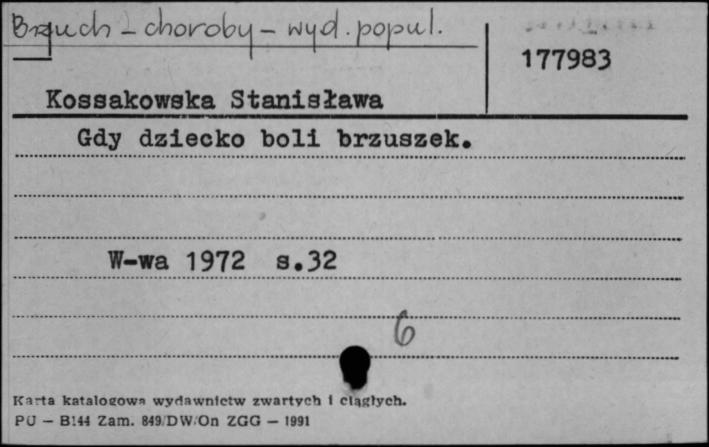 Brzuch - choroby - wyd. popul.
177983
Kossakowska Stanisława
Gdy dziecko boli brzuszek.
W-wa 1972 s.32
6
Karta katalogowa wydawnictw zwartych i ciągłych.
PU — B144 Zam. 849/DW/On ZGG — 1991